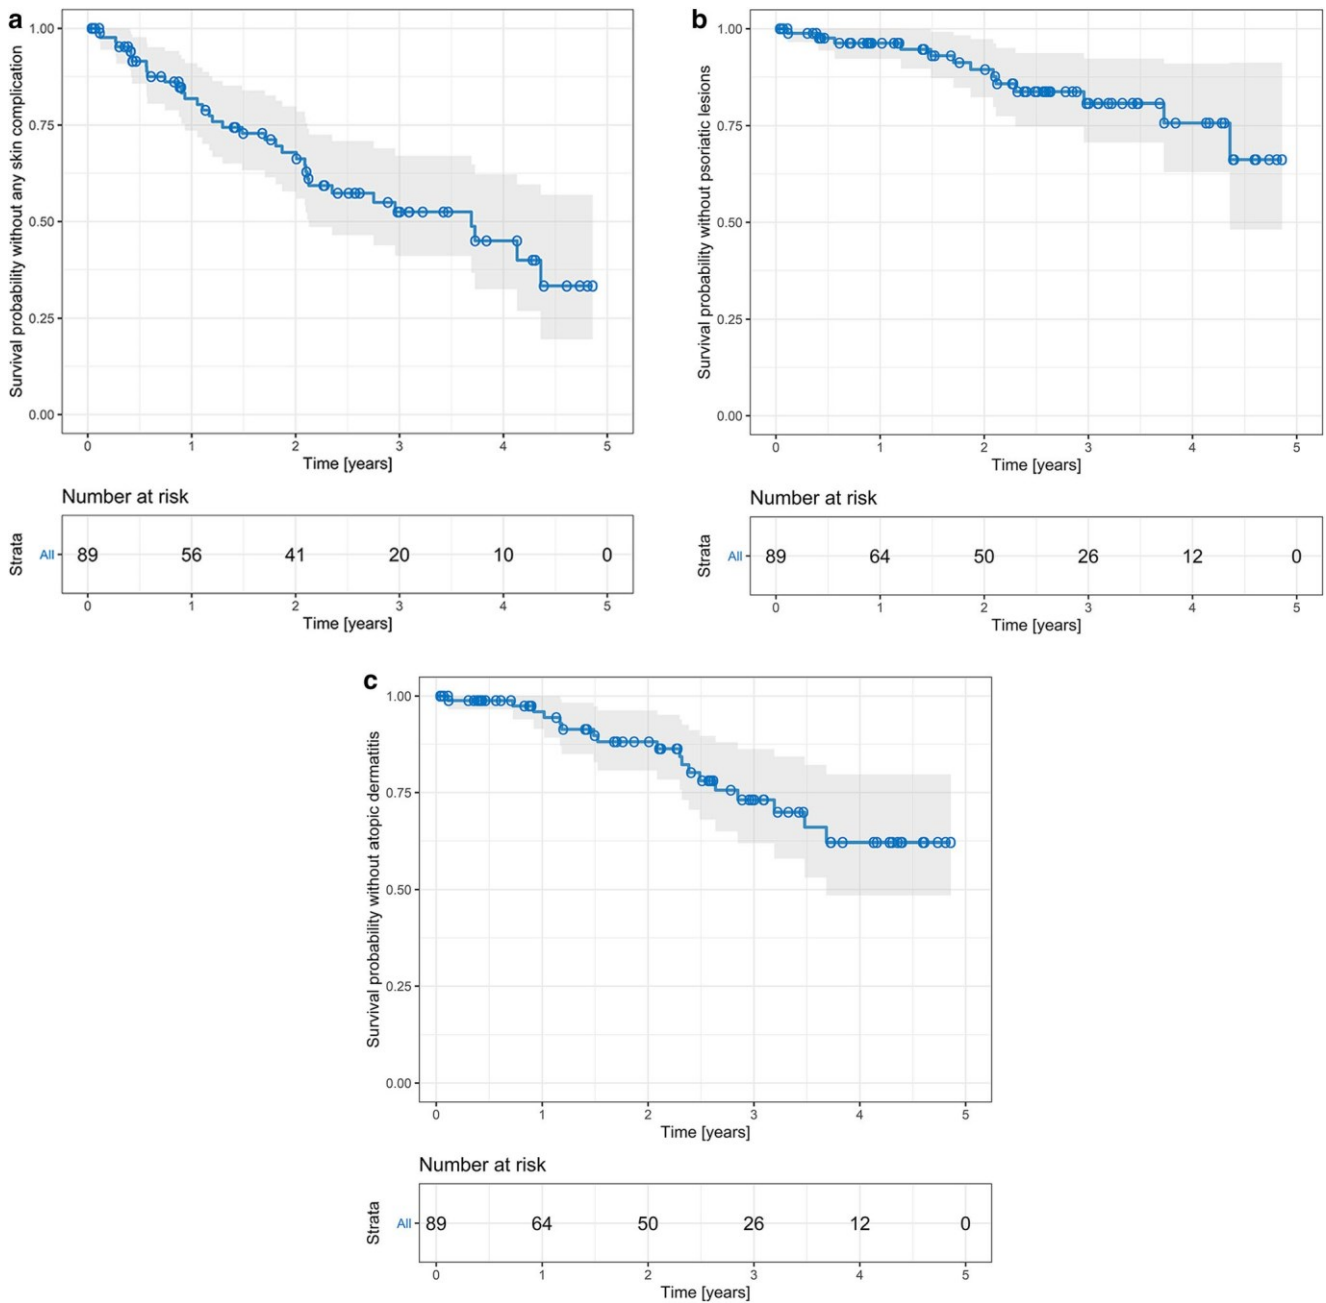 a
Survival probability without any skin complication
1.00
0.75
0.50
0.25
0.00
0 1 2 3 4 5
Time [years]
Number at risk
Strata
All 89 56 41 20 10 0
0 1 2 3 4 5
Time [years]
b
Survival probability without psoriatic lesions
1.00
0.75
0.50
0.25
0.00
0 1 2 3 4 5
Time [years]
Number at risk
Strata
All 89 64 50 26 12 0
0 1 2 3 4 5
Time [years]
c
Survival probability without atopic dermatitis
1.00
0.75
0.50
0.25
0.00
0 1 2 3 4 5
Time [years]
Number at risk
Strata
All 89 64 50 26 12 0
0 1 2 3 4 5
Time [years]